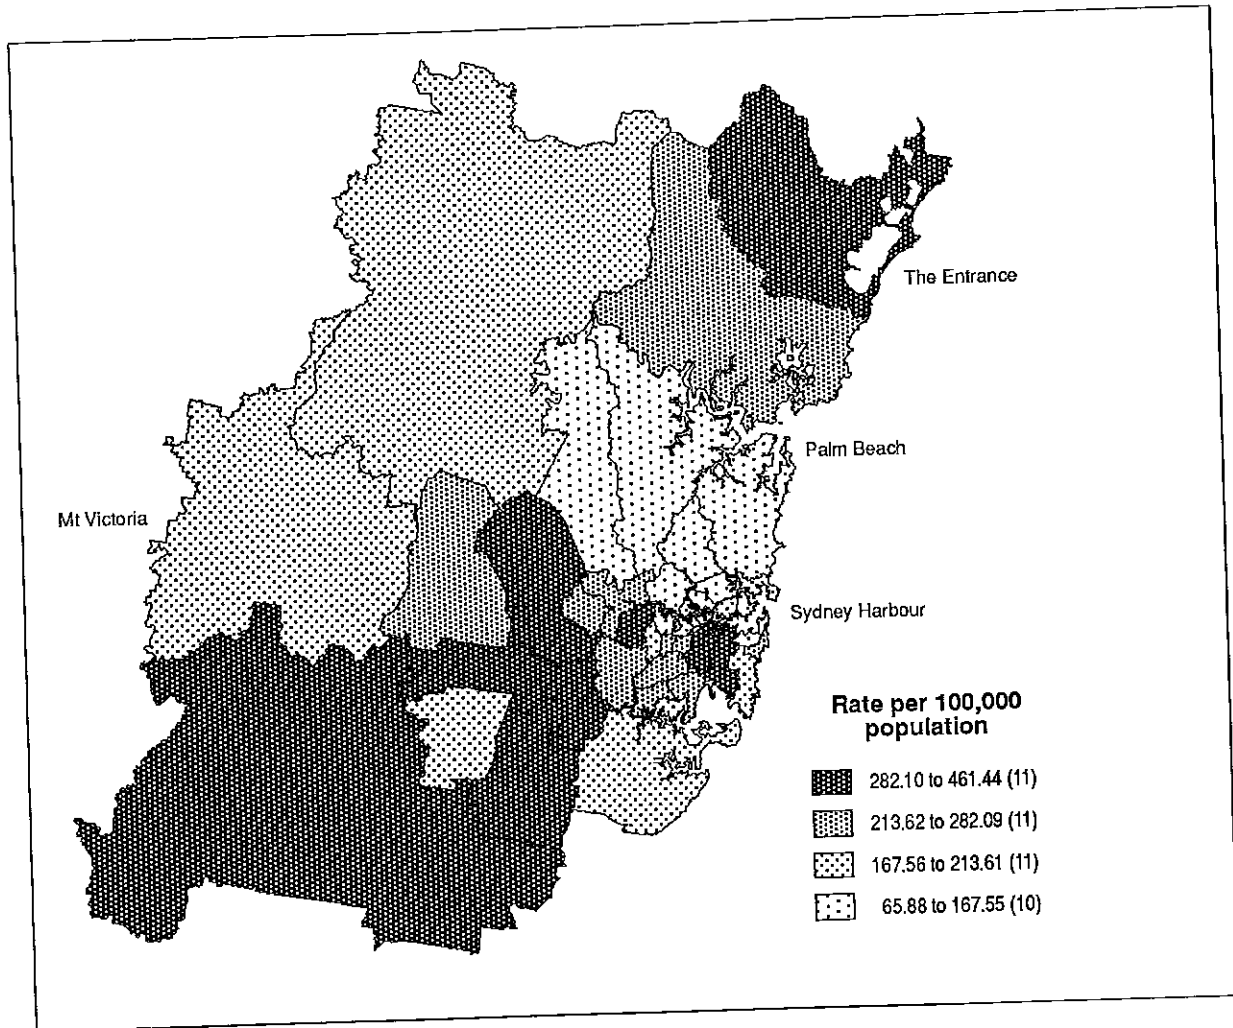 The Entrance
Palm Beach
Mt Victoria
Sydney Harbour
Rate per 100,000
population
282.10 to 461.44 (11)
213.62 to 282.09 (11)
167.56 to 213.61 (11)
65.88 to 167.55 (10)